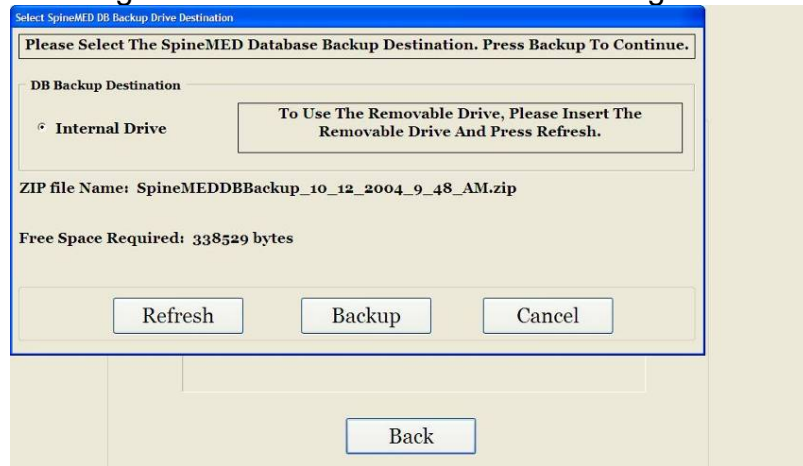 Select SpineMED DB Backup Drive Destination
Please Select The SpineMED Database Backup Destination. Press Backup To Continue.
DB Backup Destination
Internal Drive
To Use The Removable Drive, Please Insert The
Removable Drive And Press Refresh.
ZIP file Name: SpineMEDDBBackup_10_12_2004_9_48_AM.zip
Free Space Required: 338529 bytes
Refresh Backup Cancel
Back